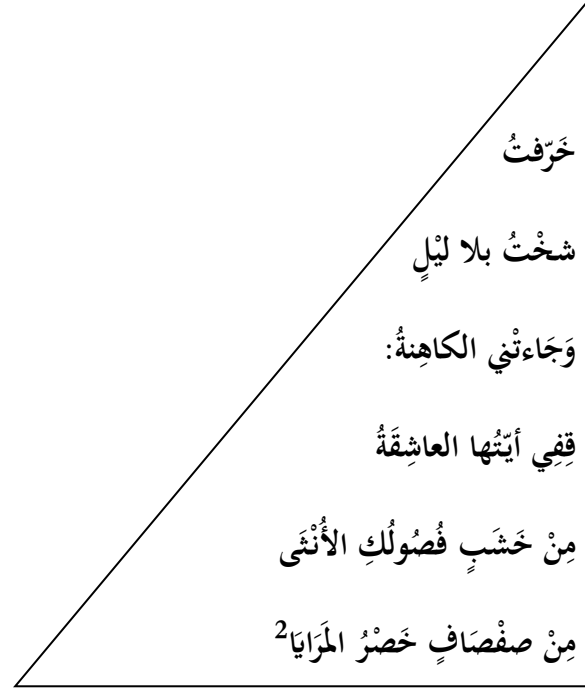 خَرّفتُ
شخْتُ بلا ليْلٍ
وَجَاءتْني الكاهِنةُ:
قِفِي أيّتُها العاشِقَةُ
مِنْ خَشَبٍ فُصُولُكِ الأُنْثَى
مِنْ صفْصَافٍ خَصْرُ المَرَايَا2